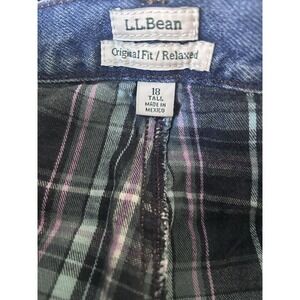 L.L.Bean
Original Fit / Relaxed
18
TALL
MADE IN
MEXICO